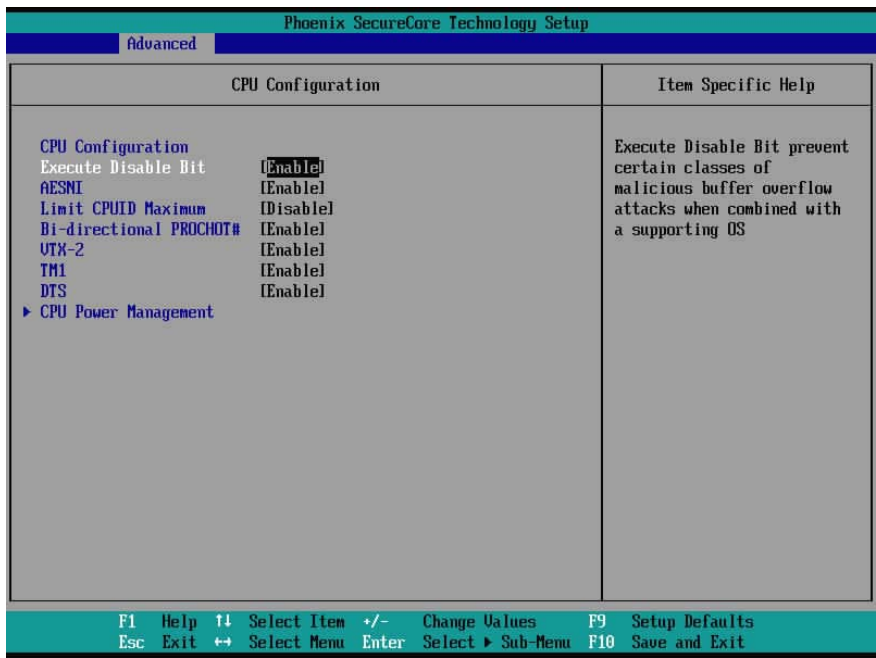 Phoenix SecureCore Technology Setup
Advanced
CPU Configuration
Item Specific Help
CPU Configuration
Execute Disable Bit [Enable]
AESNI [Enable]
Limit CPUID Maximum [Disable]
Bi-directional PROCHOT# [Enable]
VTX-2 [Enable]
TM1 [Enable]
DTS [Enable]
▶ CPU Power Management
Execute Disable Bit prevent
certain classes of
malicious buffer overflow
attacks when combined with
a supporting OS
F1 Help ↑↓ Select Item +/- Change Values F9 Setup Defaults
Esc Exit ↔ Select Menu Enter Select ▶ Sub-Menu F10 Save and Exit